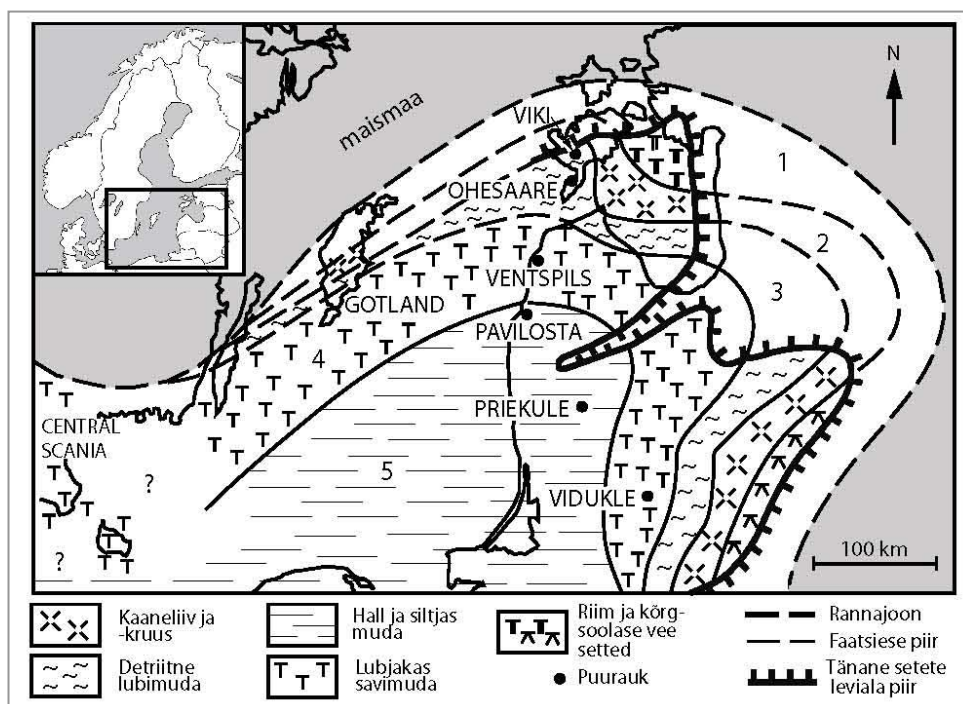 N
maismaa
VIKI
1
OHESAARE
2
VENTSPILS
3
GOTLAND
PAVILOSTA
4
PRIEKULE
CENTRAL
SCANIA
?
5
VIDUKLE
?
100 km
Kaaneliiv ja
-kruus
Hall ja siltjas
muda
Riim ja kõrg-
soolase vee
setted
Rannajoon
Faatsiese piir
Detriitne
lubimuda
Lubjakas
savimuda
Puurauk
Tänane setete
leviala piir